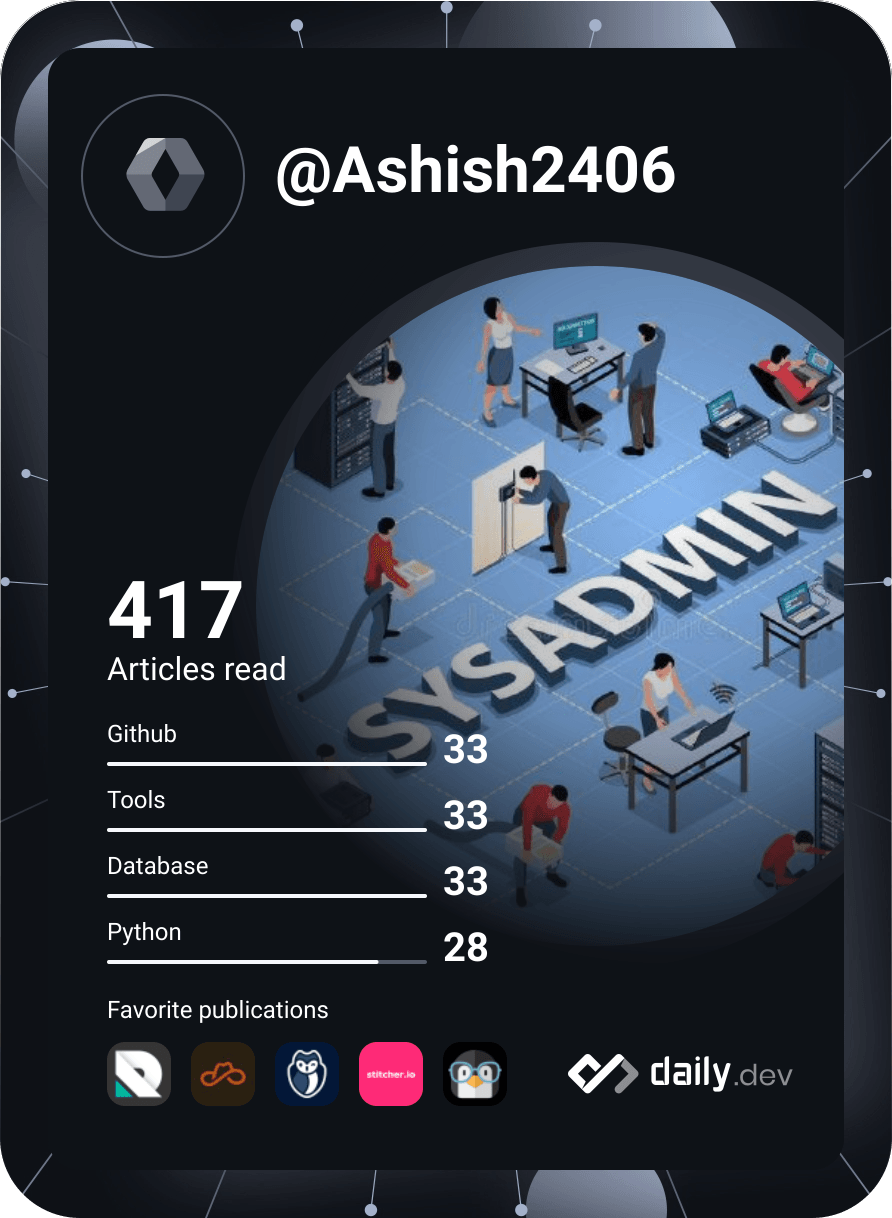 @Ashish2406
SYSADMIN
417
Articles read
Github
33
Tools
33
Database
33
Python
28
Favorite publications
stitcher.io
daily.dev